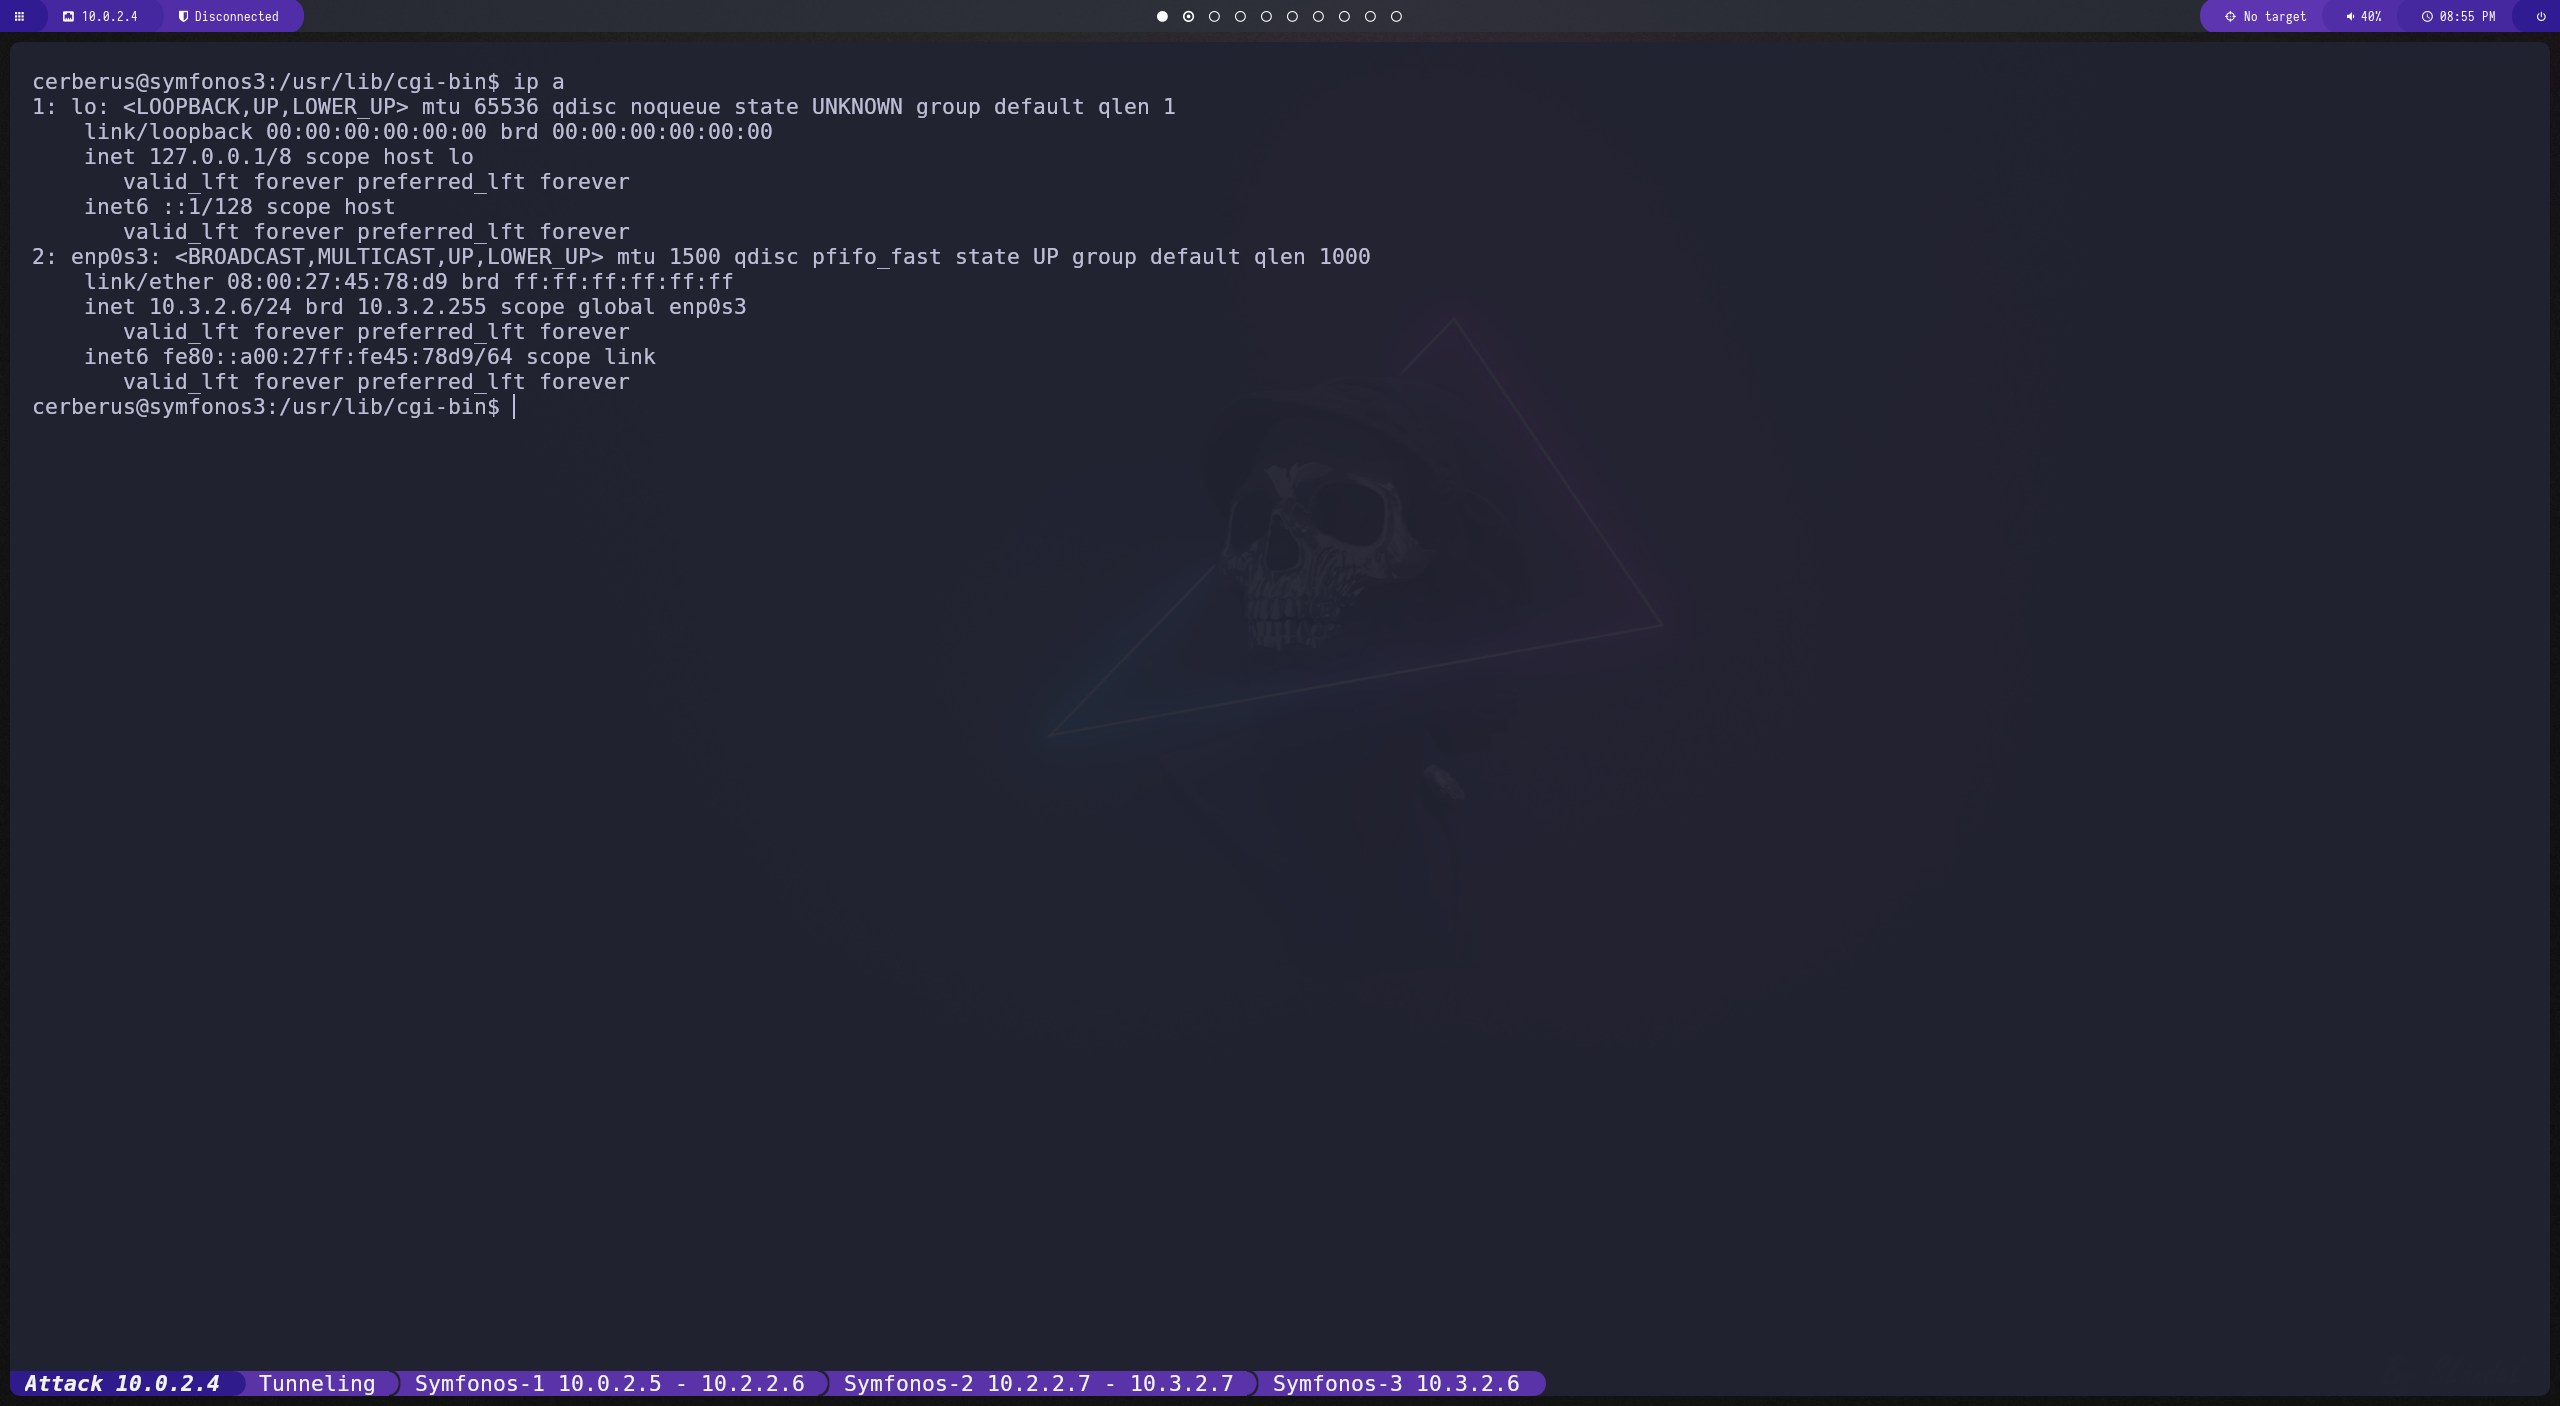 10.0.2.4 Disconnected No target 40% 08:55 PM
cerberus@symfonos3:/usr/lib/cgi-bin$ ip a
1: lo: <LOOPBACK,UP,LOWER_UP> mtu 65536 qdisc noqueue state UNKNOWN group default qlen 1
    link/loopback 00:00:00:00:00:00 brd 00:00:00:00:00:00
    inet 127.0.0.1/8 scope host lo
       valid_lft forever preferred_lft forever
    inet6 ::1/128 scope host
       valid_lft forever preferred_lft forever
2: enp0s3: <BROADCAST,MULTICAST,UP,LOWER_UP> mtu 1500 qdisc pfifo_fast state UP group default qlen 1000
    link/ether 08:00:27:45:78:d9 brd ff:ff:ff:ff:ff:ff
    inet 10.3.2.6/24 brd 10.3.2.255 scope global enp0s3
       valid_lft forever preferred_lft forever
    inet6 fe80::a00:27ff:fe45:78d9/64 scope link
       valid_lft forever preferred_lft forever
cerberus@symfonos3:/usr/lib/cgi-bin$
Attack 10.0.2.4 Tunneling Symfonos-1 10.0.2.5 - 10.2.2.6 Symfonos-2 10.2.2.7 - 10.3.2.7 Symfonos-3 10.3.2.6